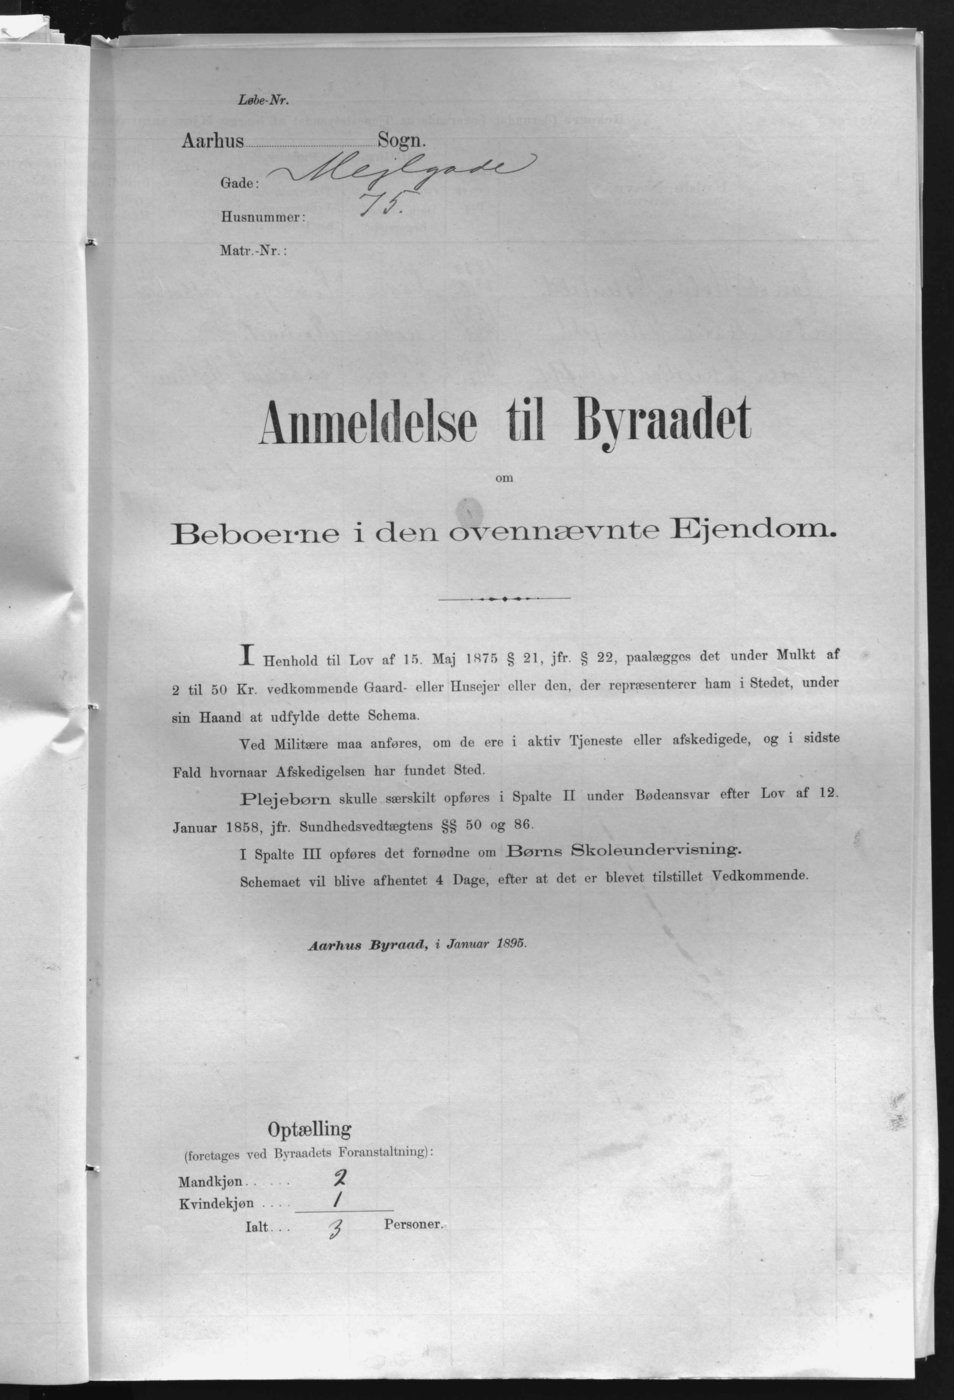 Løbe-Nr.
Aarhus Sogn.
Gade: Mejlgade
Husnummer: 75.
Matr.-Nr.:
Anmeldelse til Byraadet
om
Beboerne i den ovennævnte Ejendom.
I Henhold til Lov af 15. Maj 1875 § 21, jfr. § 22, paalægges det under Mulkt af
2 til 50 Kr. vedkommende Gaard- eller Husejer eller den, der repræsenterer ham i Stedet, under
sin Haand at udfylde dette Schema.
Ved Militære maa anføres, om de ere i aktiv Tjeneste eller afskedigede, og i sidste
Fald hvornaar Afskedigelsen har fundet Sted.
Plejebørn skulle særskilt opføres i Spalte II under Bødeansvar efter Lov af 12.
Januar 1858, jfr. Sundhedsvedtægtens §§ 50 og 86.
I Spalte III opføres det fornødne om Børns Skoleundervisning.
Schemaet vil blive afhentet 4 Dage, efter at det er blevet tilstillet Vedkommende.
Aarhus Byraad, i Januar 1895.
Optælling
(foretages ved Byraadets Foranstaltning):
Mandkjøn . . . . . 2
Kvindekjøn . . . . 1
Ialt . . . 3 Personer.